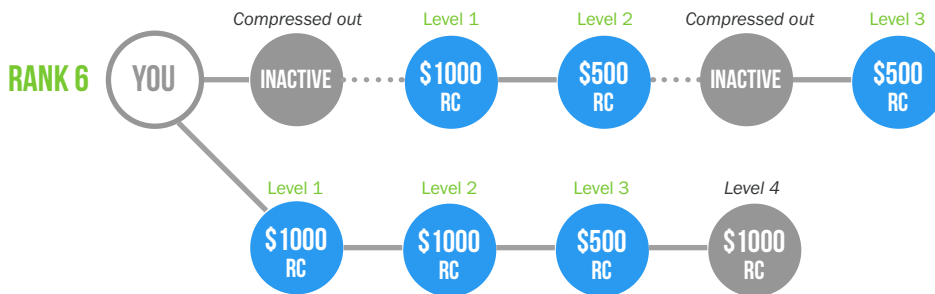 Compressed out
Level 1
Level 2
Compressed out
Level 3
RANK 6
YOU
INACTIVE
$1000
RC
$500
RC
INACTIVE
$500
RC
Level 1
Level 2
Level 3
Level 4
$1000
RC
$1000
RC
$500
RC
$1000
RC